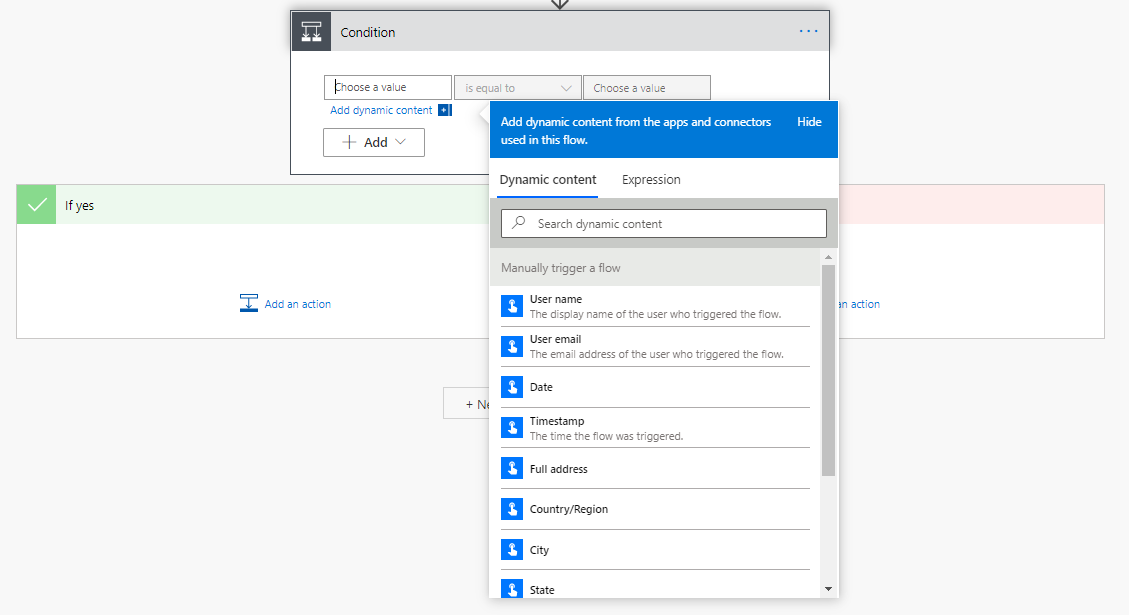 Condition
Choose a value
is equal to
Choose a value
Add dynamic content
Add
Add dynamic content from the apps and connectors
used in this flow.
Hide
Dynamic content
Expression
Search dynamic content
Manually trigger a flow
User name
The display name of the user who triggered the flow.
User email
The email address of the user who triggered the flow.
Date
Timestamp
The time the flow was triggered.
Full address
Country/Region
City
State
If yes
Add an action
an action
+ Ne